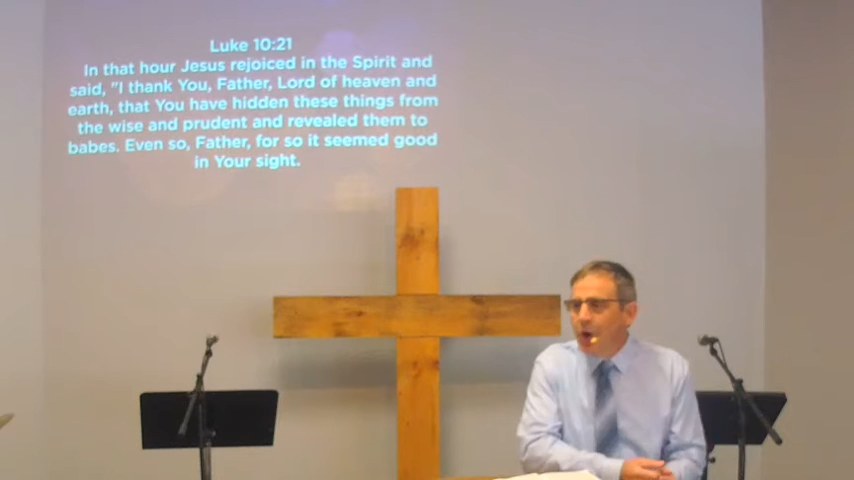 Luke 10:21
In that hour Jesus rejoiced in the Spirit and
said, "I thank You, Father, Lord of heaven and
earth, that You have hidden these things from
the wise and prudent and revealed them to
babes. Even so, Father, for so it seemed good
in Your sight.